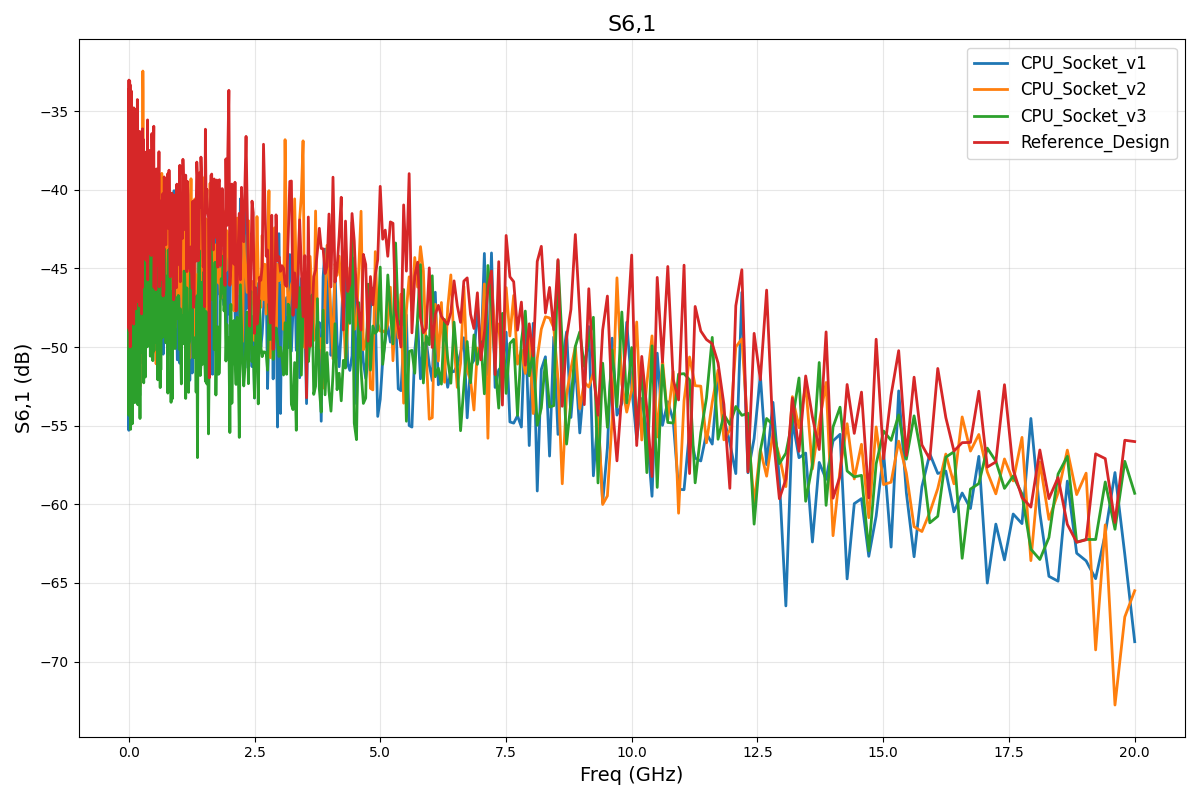 S6,1
CPU_Socket_v1
CPU_Socket_v2
CPU_Socket_v3
Reference_Design
S6,1 (dB)
−35
−40
−45
−50
−55
−60
−65
−70
0.0 2.5 5.0 7.5 10.0 12.5 15.0 17.5 20.0
Freq (GHz)